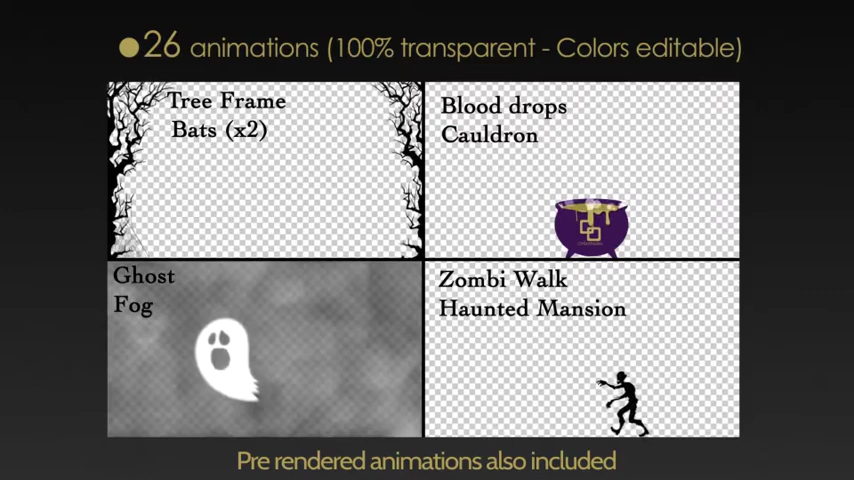 26 animations (100% transparent - Colors editable)
Tree Frame
Bats (x2)
Blood drops
Cauldron
Ghost
Fog
Zombi Walk
Haunted Mansion
Pre rendered animations also included